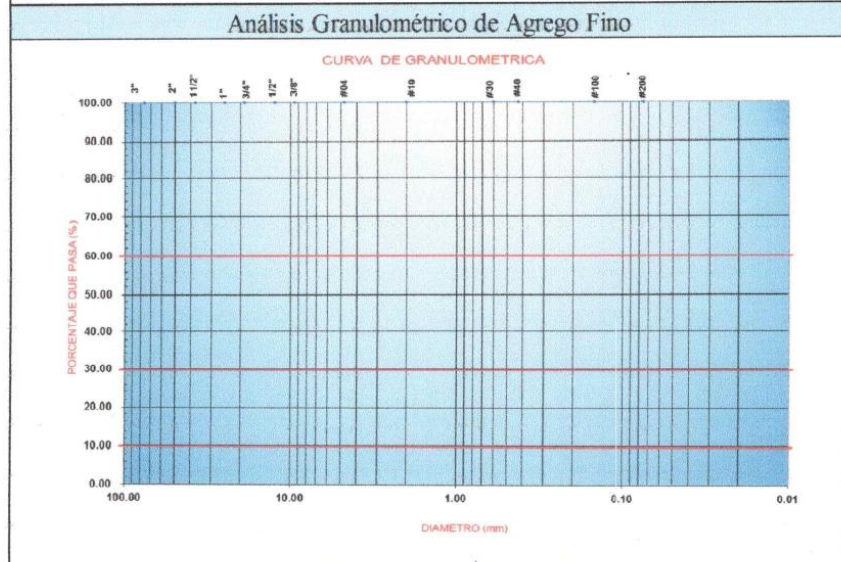 Análisis Granulométrico de Agrego Fino
CURVA DE GRANULOMETRICA
3" 2" 1 1/2" 1" 3/4" 1/2" 3/8" #04 #10 #30 #40 #100 #200
100.00
90.00
80.00
70.00
60.00
50.00
40.00
30.00
20.00
10.00
0.00
PORCENTAJE QUE PASA (%)
100.00 10.00 1.00 0.10 0.01
DIAMETRO (mm)